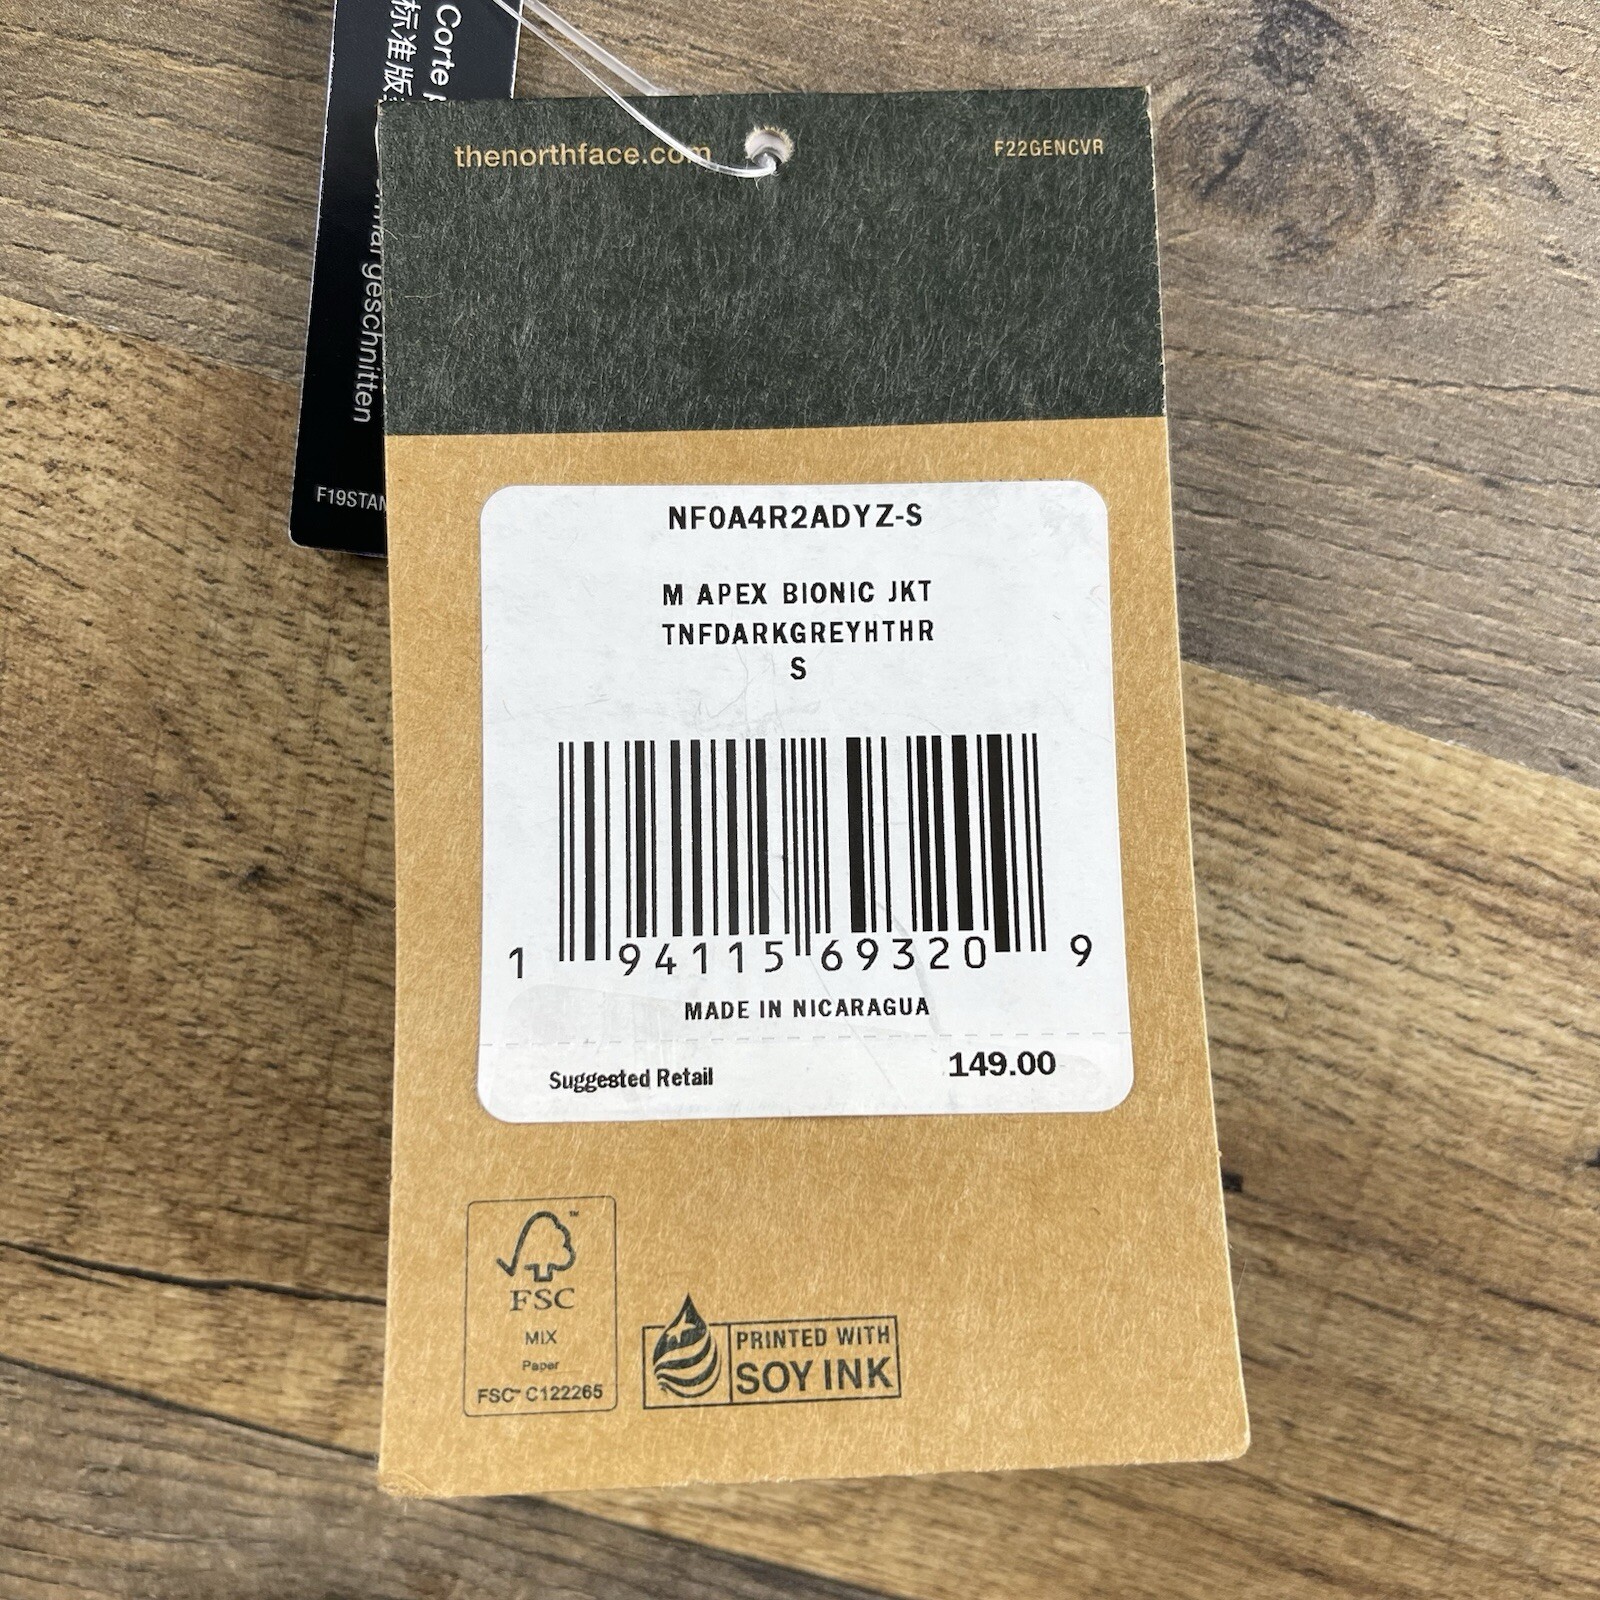 Corte
标准版
geschnitten
F19STAN
thenorthface.com
F22GENCVR
NF0A4R2ADYZ-S
M APEX BIONIC JKT
TNFDARKGREYHTHR
S
1 94115 69320 9
MADE IN NICARAGUA
Suggested Retail 149.00
FSC
MIX
Paper
FSC™ C122265
PRINTED WITH
SOY INK